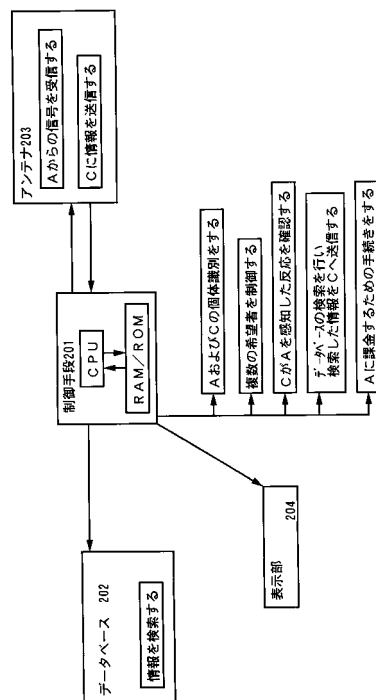 データベース 202
情報を検索する
制御手段201
CPU
RAM/ROM
アンテナ203
Aからの信号を受信する
Cに情報を送信する
表示部 204
AおよびCの個体識別をする
複数の希望者を制御する
CがAを感知した反応を確認する
データベースの検索を行い
検索した情報をCへ送信する
Aに課金するための手続きをする